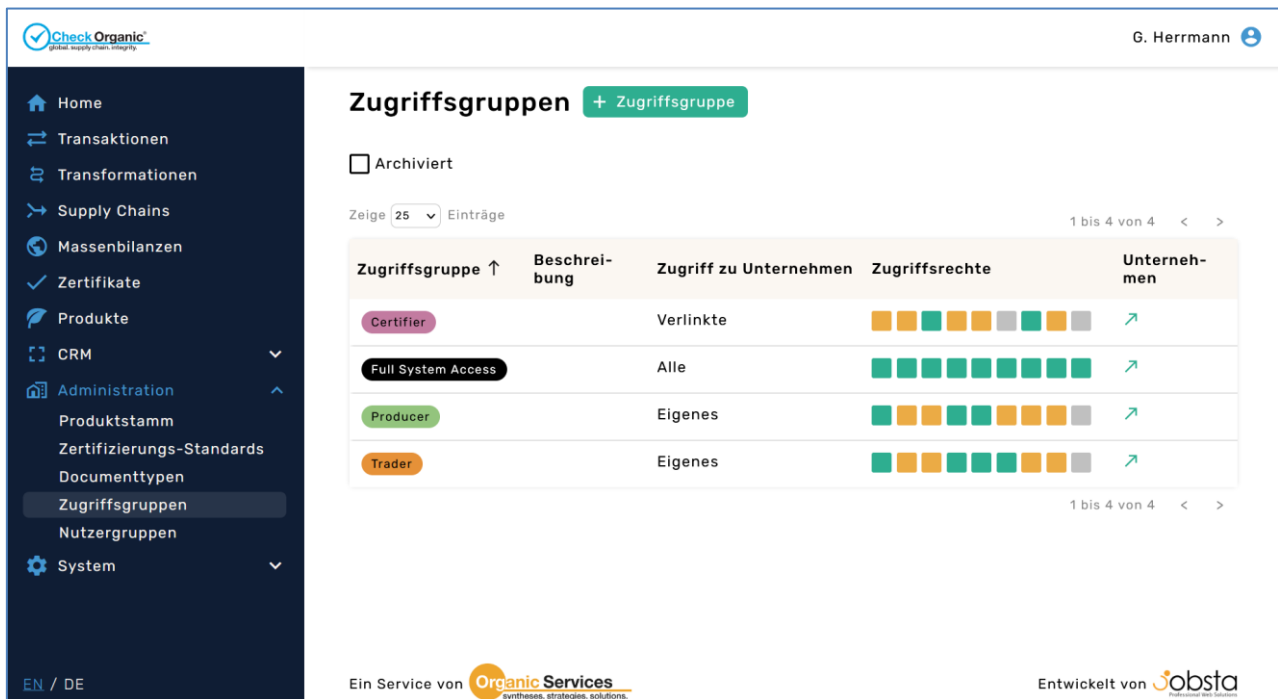 Check Organic®
global. supply chain. integrity.
G. Herrmann
Home
Transaktionen
Transformationen
Supply Chains
Massenbilanzen
Zertifikate
Produkte
CRM
Administration
Produktstamm
Zertifizierungs-Standards
Documenttypen
Zugriffsgruppen
Nutzergruppen
System
EN / DE
Zugriffsgruppen + Zugriffsgruppe
Archiviert
Zeige 25 Einträge
1 bis 4 von 4 < >
Zugriffsgruppe ↑ Beschrei-
bung Zugriff zu Unternehmen Zugriffsrechte Unterneh-
men
Certifier Verlinkte
Full System Access Alle
Producer Eigenes
Trader Eigenes
1 bis 4 von 4 < >
Ein Service von Organic Services
syntheses. strategies. solutions.
Entwickelt von Jobsta
Professional Web Solutions